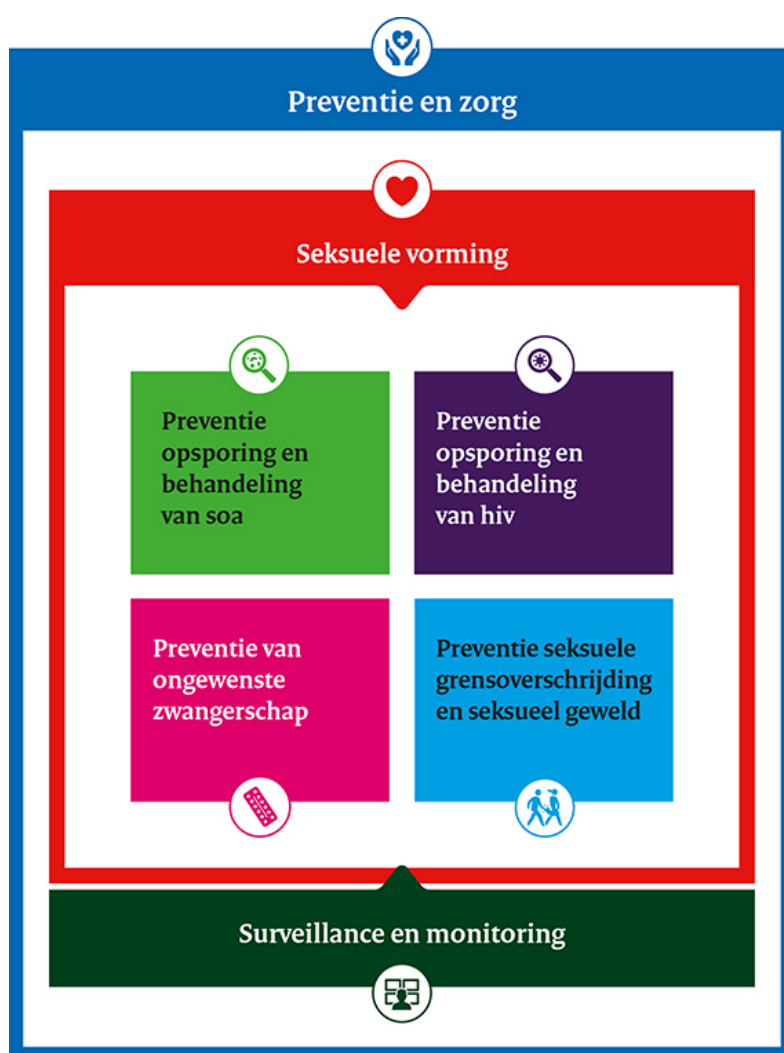 Preventie en zorg
Seksuele vorming
Preventie
opsporing en
behandeling
van soa
Preventie
opsporing en
behandeling
van hiv
Preventie van
ongewenste
zwangerschap
Preventie seksuele
grensoverschrijding
en seksueel geweld
Surveillance en monitoring